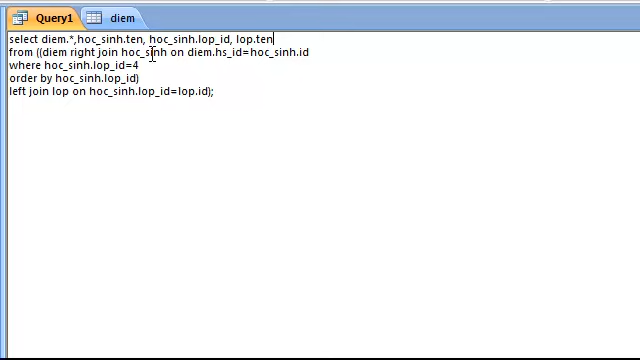 Query1
diem
select diem.*,hoc_sinh.ten, hoc_sinh.lop_id, lop.ten
from ((diem right join hoc_sinh on diem.hs_id=hoc_sinh.id
where hoc_sinh.lop_id=4
order by hoc_sinh.lop_id)
left join lop on hoc_sinh.lop_id=lop.id);